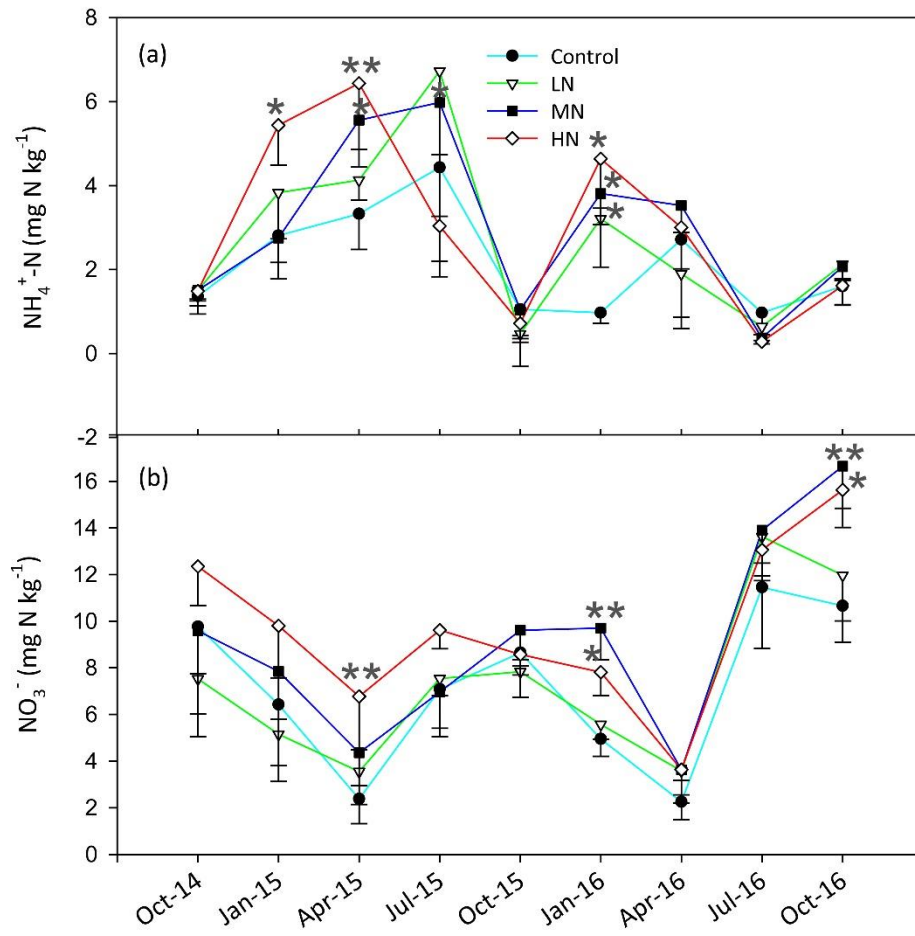 (a)
Control
LN
MN
HN
NH₄⁺-N (mg N kg⁻¹)
8
6
4
2
0
-2
*
**
*
*
*
*
*
(b)
NO₃⁻ (mg N kg⁻¹)
16
14
12
10
8
6
4
2
0
**
**
*
**
*
Oct-14
Jan-15
Apr-15
Jul-15
Oct-15
Jan-16
Apr-16
Jul-16
Oct-16